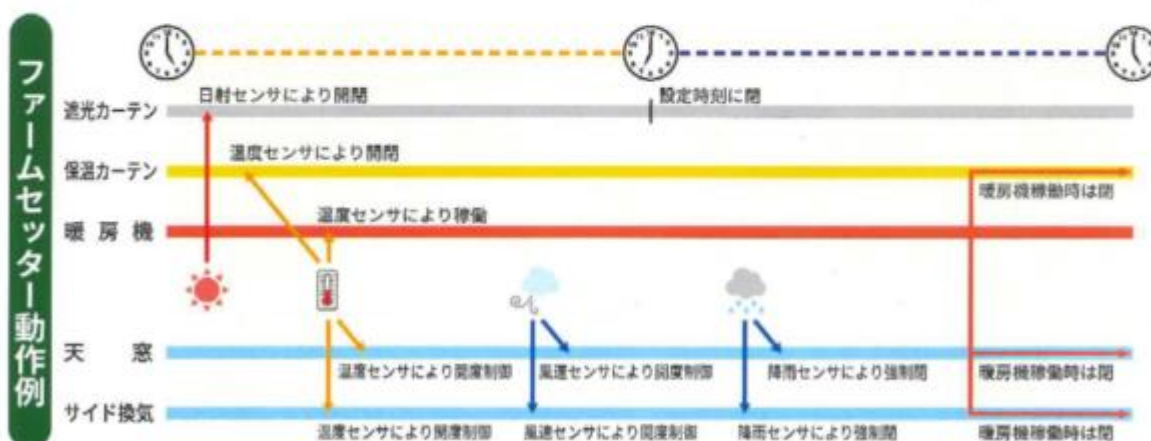 ファームセッター動作例
日射センサにより開閉
設定時刻に閉
遮光カーテン
温度センサにより開閉
保温カーテン
暖房機稼働時は閉
温度センサにより稼働
暖房機
天窓
温度センサにより開度制御
風速センサにより開度制御
降雨センサにより強制閉
暖房機稼働時は閉
サイド換気
温度センサにより開度制御
風速センサにより開度制御
降雨センサにより強制閉
暖房機稼働時は閉